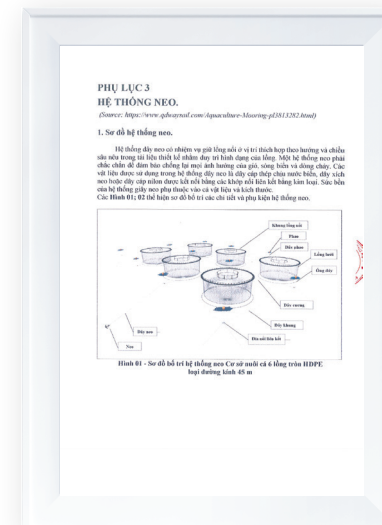 PHỤ LỤC 3
HỆ THỐNG NEO.
(Source: https://www.qdwaysail.com/Aquaculture-Mooring-pl3813282.html)
1. Sơ đồ hệ thống neo.
Hệ thống dây neo có nhiệm vụ giữ lồng nổi ở vị trí thích hợp theo hướng và chiều
sâu nêu trong tài liệu thiết kế nhằm duy trì hình dạng của lồng. Một hệ thống neo phải
chắc chắn để đảm bảo chống lại mọi ảnh hưởng của gió, sóng biển và dòng chảy. Các
vật liệu được sử dụng trong hệ thống dây neo là dây cáp thép chịu nước biển, dây xích
neo hoặc dây cáp nilon được kết nối bằng các khớp nối liên kết bằng kim loại. Sức bền
của hệ thống giây neo phụ thuộc vào cả vật liệu và kích thước.
Các Hình 01; 02 thể hiện sơ đồ bố trí các chi tiết và phụ kiện hệ thống neo.
Khung lồng nổi
Phao
Dây phao
Lồng lưới
Ống đáy
Dây vuông
Dây khung
Đĩa nối liên kết
Dây neo
Neo
Hình 01 - Sơ đồ bố trí hệ thống neo Cơ sở nuôi cá 6 lồng tròn HDPE
loại đường kính 45 m